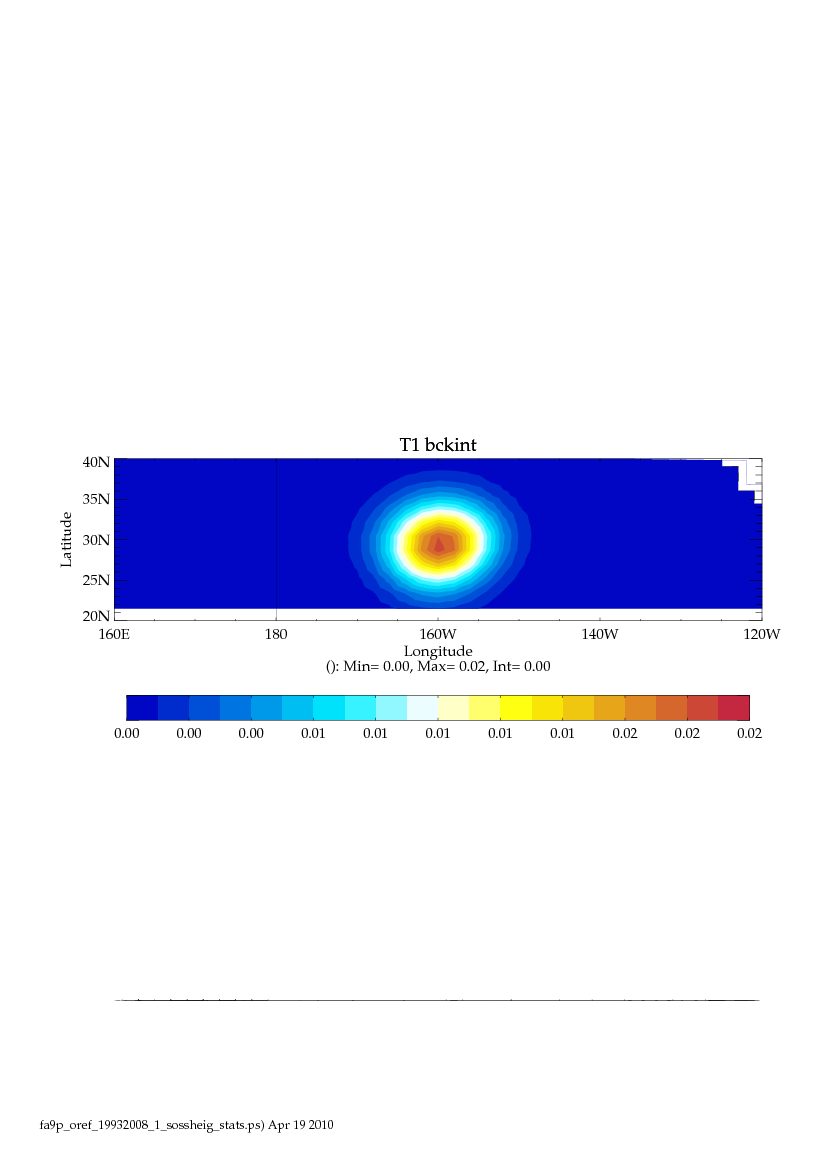 T1 bckint
40N
35N
30N
25N
20N
Latitude
160E 180 160W 140W 120W
Longitude
(): Min= 0.00, Max= 0.02, Int= 0.00
0.00 0.00 0.00 0.01 0.01 0.01 0.01 0.01 0.02 0.02 0.02
fa9p_oref_19932008_1_sossheig_stats.ps) Apr 19 2010